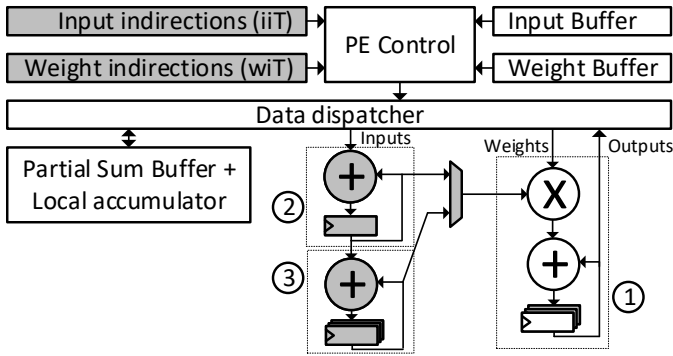 Input indirections (iiT)
PE Control
Input Buffer
Weight indirections (wiT)
Weight Buffer
Data dispatcher
Inputs
Weights
Outputs
Partial Sum Buffer +
Local accumulator
+
X
2
+
3
+
1